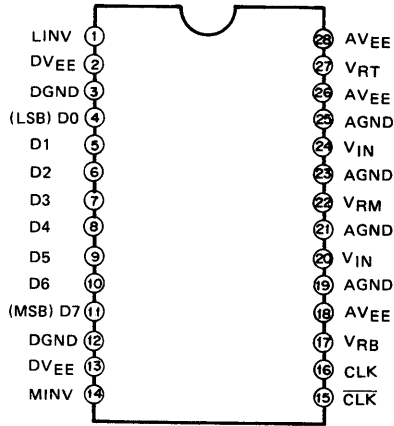 LINV 1 28 AVEE
DVEE 2 27 VRT
DGND 3 26 AVEE
(LSB) D0 4 25 AGND
D1 5 24 VIN
D2 6 23 AGND
D3 7 22 VRM
D4 8 21 AGND
D5 9 20 VIN
D6 10 19 AGND
(MSB) D7 11 18 AVEE
DGND 12 17 VRB
DVEE 13 16 CLK
MINV 14 15 C̅L̅K̅